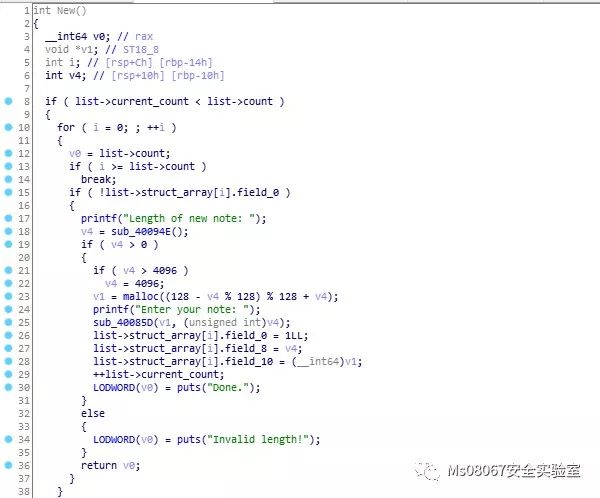 1 int New()
2 {
3 __int64 v0; // rax
4 void *v1; // ST18_8
5 int i; // [rsp+Ch] [rbp-14h]
6 int v4; // [rsp+10h] [rbp-10h]
7
8 if ( list->current_count < list->count )
9 {
10 for ( i = 0; ; ++i )
11 {
12 v0 = list->count;
13 if ( i >= list->count )
14 break;
15 if ( !list->struct_array[i].field_0 )
16 {
17 printf("Length of new note: ");
18 v4 = sub_40094E();
19 if ( v4 > 0 )
20 {
21 if ( v4 > 4096 )
22 v4 = 4096;
23 v1 = malloc((128 - v4 % 128) % 128 + v4);
24 printf("Enter your note: ");
25 sub_40085D(v1, (unsigned int)v4);
26 list->struct_array[i].field_0 = 1LL;
27 list->struct_array[i].field_8 = v4;
28 list->struct_array[i].field_10 = (__int64)v1;
29 ++list->current_count;
30 LODWORD(v0) = puts("Done.");
31 }
32 else
33 {
34 LODWORD(v0) = puts("Invalid length!");
35 }
36 return v0;
37 }
38 }
Ms08067安全实验室